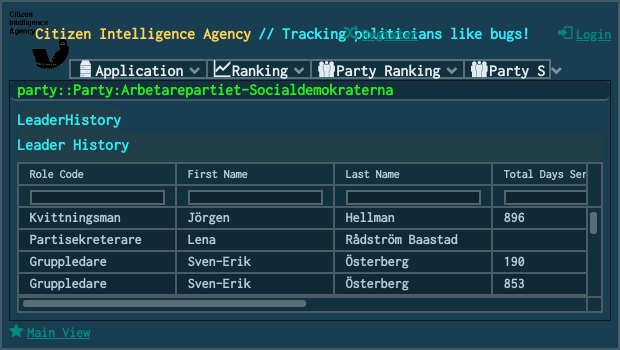 Citizen
Intelligence
Agency
Citizen Intelligence Agency // Tracking politicians like bugs!
Register
Login
Application Ranking Party Ranking Party S
party::Party:Arbetarepartiet-Socialdemokraterna
LeaderHistory
Leader History
Role Code First Name Last Name Total Days Ser
Kvittningsman Jörgen Hellman 896
Partisekreterare Lena Rådström Baastad
Gruppledare Sven-Erik Österberg 190
Gruppledare Sven-Erik Österberg 853
Main View